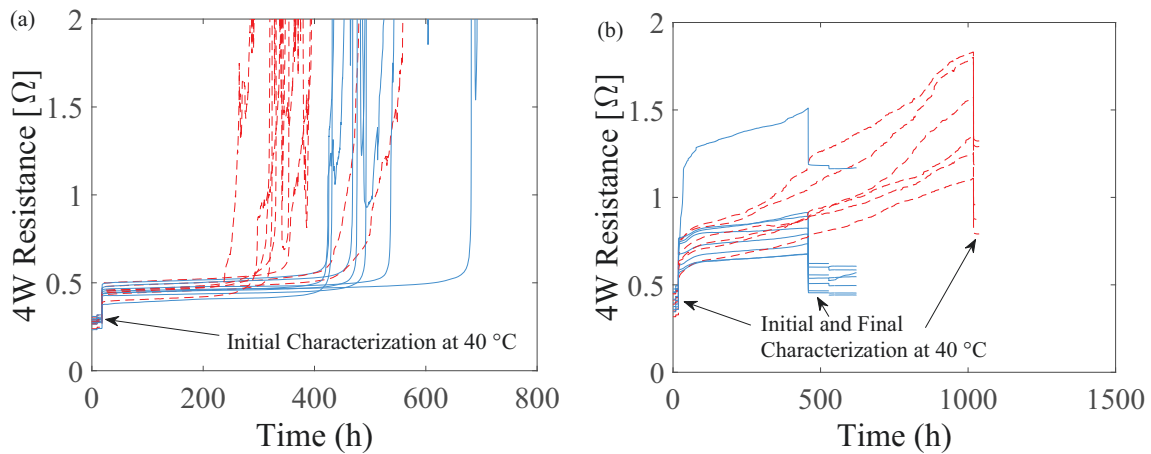 (a)
2
1.5
1
0.5
0
4W Resistance [Ω]
Initial Characterization at 40 °C
0 200 400 600 800
Time (h)
(b)
2
1.5
1
0.5
0
4W Resistance [Ω]
Initial and Final
Characterization at 40 °C
0 500 1000 1500
Time (h)